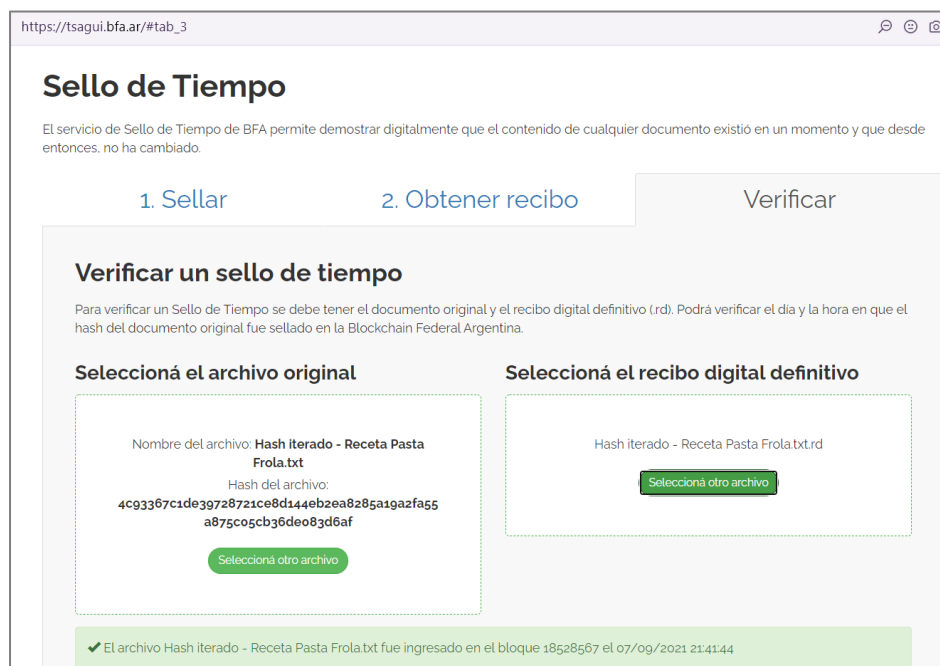 https://tsagui.bfa.ar/#tab_3
Sello de Tiempo
El servicio de Sello de Tiempo de BFA permite demostrar digitalmente que el contenido de cualquier documento existió en un momento y que desde
entonces, no ha cambiado.
1. Sellar
2. Obtener recibo
Verificar
Verificar un sello de tiempo
Para verificar un Sello de Tiempo se debe tener el documento original y el recibo digital definitivo (.rd). Podrá verificar el día y la hora en que el
hash del documento original fue sellado en la Blockchain Federal Argentina.
Seleccioná el archivo original
Nombre del archivo: Hash iterado - Receta Pasta
Frola.txt
Hash del archivo:
4c93367c1de39728721ce8d144eb2ea8285a19a2fa55
a875c05cb36de083d6af
Seleccioná otro archivo
Seleccioná el recibo digital definitivo
Hash iterado - Receta Pasta Frola.txt.rd
Seleccioná otro archivo
El archivo Hash iterado - Receta Pasta Frola.txt fue ingresado en el bloque 18528567 el 07/09/2021 21:41:44